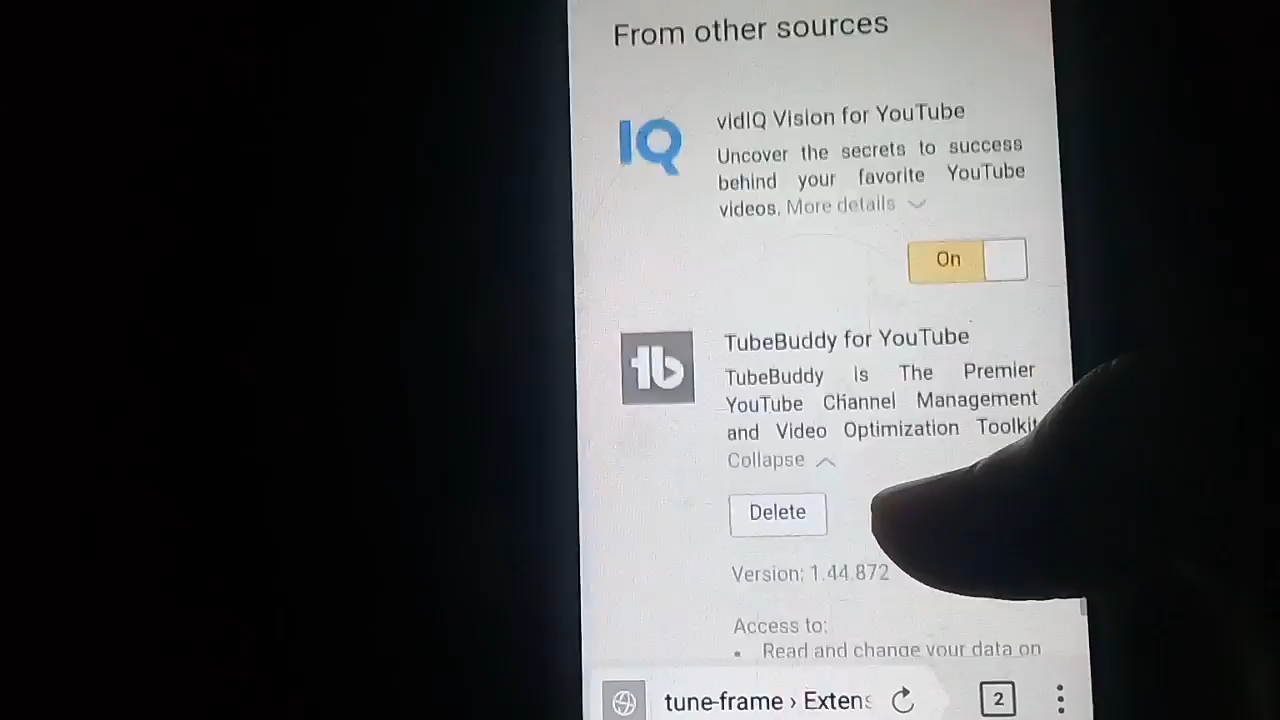 From other sources
IQ
vidIQ Vision for YouTube
Uncover the secrets to success
behind your favorite YouTube
videos. More details
On
tb
TubeBuddy for YouTube
TubeBuddy Is The Premier
YouTube Channel Management
and Video Optimization Toolkit
Collapse
Delete
Version: 1.44.872
Access to:
• Read and change your data on
tune-frame › Extens
2